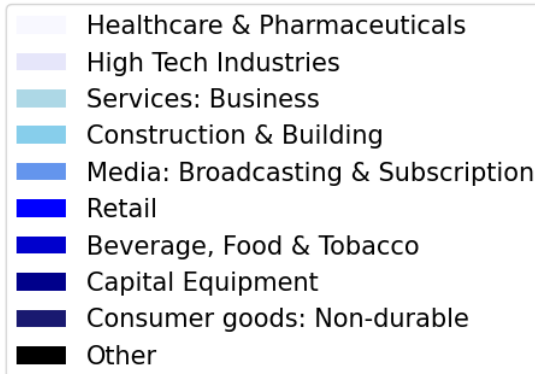 Healthcare & Pharmaceuticals
High Tech Industries
Services: Business
Construction & Building
Media: Broadcasting & Subscription
Retail
Beverage, Food & Tobacco
Capital Equipment
Consumer goods: Non-durable
Other